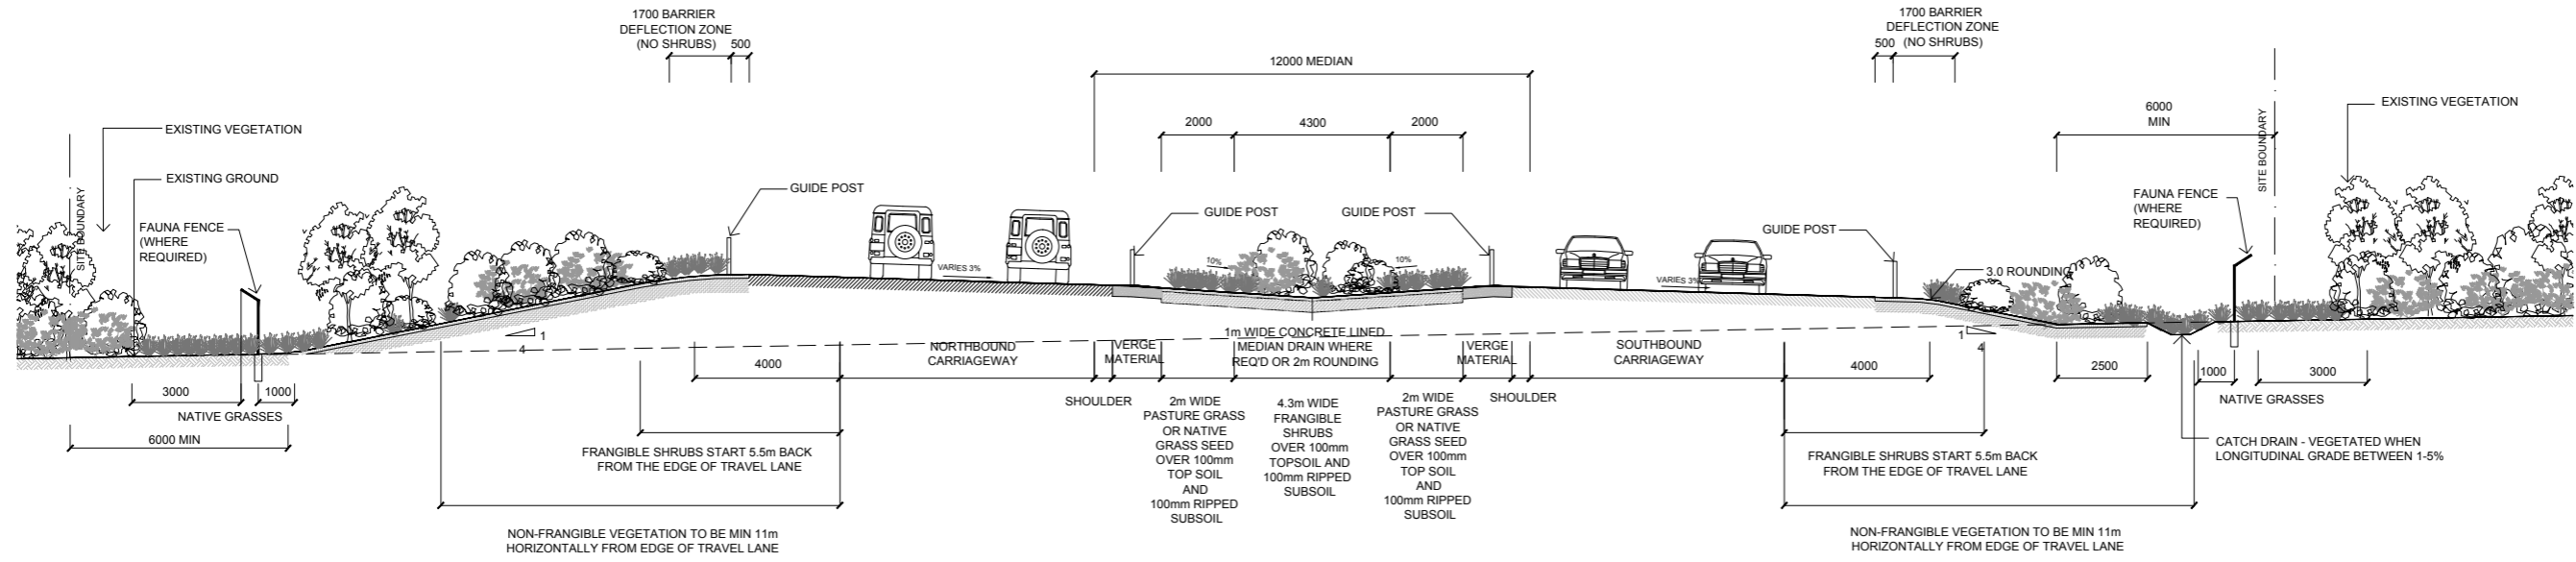 1700 BARRIER
DEFLECTION ZONE
(NO SHRUBS)
500
1700 BARRIER
DEFLECTION ZONE
(NO SHRUBS)
500
12000 MEDIAN
2000
4300
2000
6000
MIN
EXISTING VEGETATION
EXISTING VEGETATION
SITE BOUNDARY
SITE BOUNDARY
EXISTING GROUND
FAUNA FENCE
(WHERE
REQUIRED)
GUIDE POST
GUIDE POST
GUIDE POST
GUIDE POST
FAUNA FENCE
(WHERE
REQUIRED)
VARIES 3%
10%
10%
VARIES 3%
3.0 ROUNDING
1
4
1
4
NORTHBOUND
CARRIAGEWAY
VERGE
MATERIAL
1m WIDE CONCRETE LINED
MEDIAN DRAIN WHERE
REQ'D OR 2m ROUNDING
VERGE
MATERIAL
SOUTHBOUND
CARRIAGEWAY
3000
1000
4000
4000
2500
1000
3000
NATIVE GRASSES
6000 MIN
SHOULDER
SHOULDER
NATIVE GRASSES
2m WIDE
PASTURE GRASS
OR NATIVE
GRASS SEED
OVER 100mm
TOP SOIL
AND
100mm RIPPED
SUBSOIL
4.3m WIDE
FRANGIBLE
SHRUBS
OVER 100mm
TOPSOIL AND
100mm RIPPED
SUBSOIL
2m WIDE
PASTURE GRASS
OR NATIVE
GRASS SEED
OVER 100mm
TOP SOIL
AND
100mm RIPPED
SUBSOIL
FRANGIBLE SHRUBS START 5.5m BACK
FROM THE EDGE OF TRAVEL LANE
FRANGIBLE SHRUBS START 5.5m BACK
FROM THE EDGE OF TRAVEL LANE
CATCH DRAIN - VEGETATED WHEN
LONGITUDINAL GRADE BETWEEN 1-5%
NON-FRANGIBLE VEGETATION TO BE MIN 11m
HORIZONTALLY FROM EDGE OF TRAVEL LANE
NON-FRANGIBLE VEGETATION TO BE MIN 11m
HORIZONTALLY FROM EDGE OF TRAVEL LANE